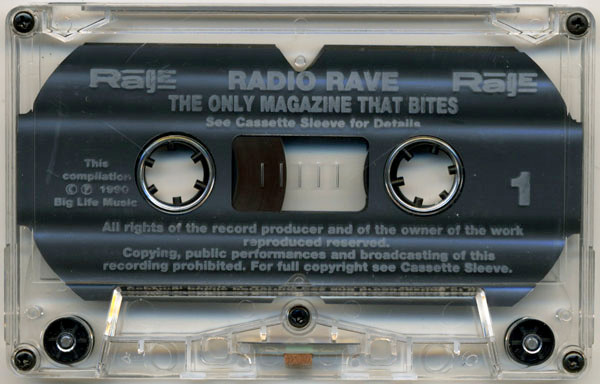 Rage RADIO RAVE Rage
THE ONLY MAGAZINE THAT BITES
See Cassette Sleeve for Details
This
compilation
© ℗ 1990
Big Life Music
1
All rights of the record producer and of the owner of the work
reproduced reserved.
Copying, public performances and broadcasting of this
recording prohibited. For full copyright see Cassette Sleeve.